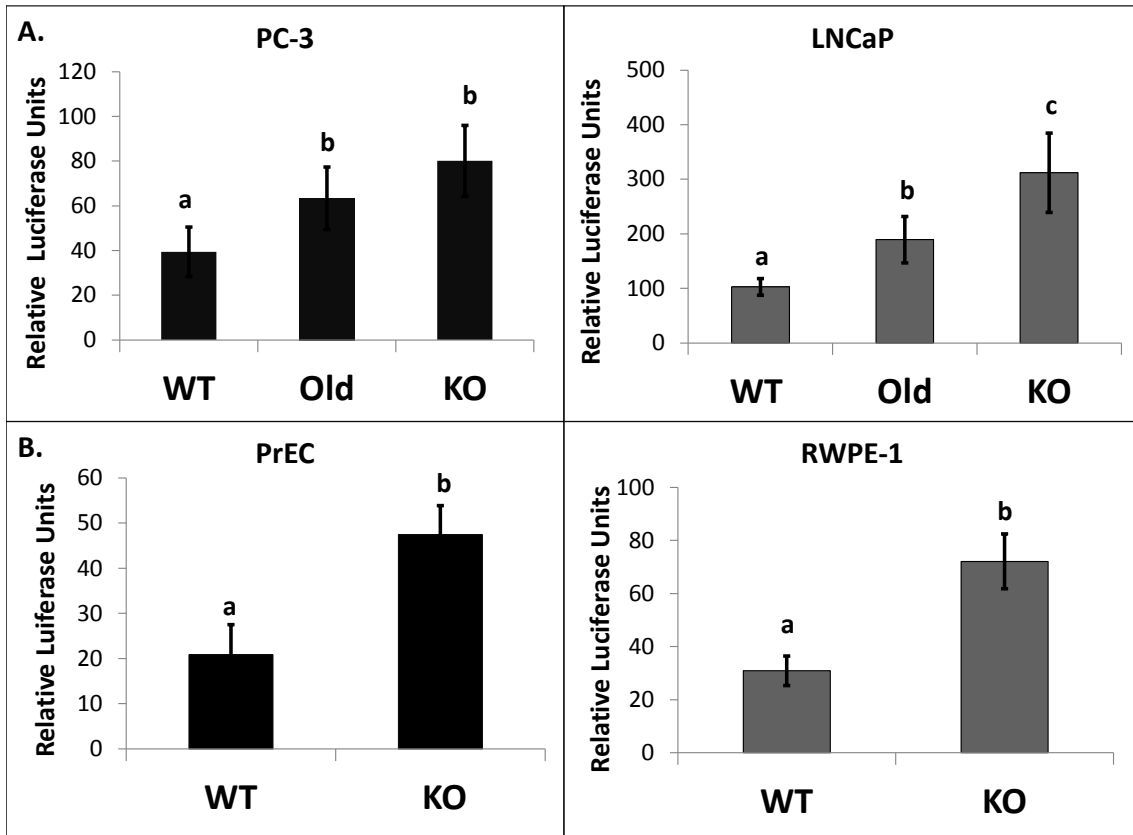 A.
PC-3
Relative Luciferase Units
120
100
80
60
40
20
0
a
b
b
WT Old KO
LNCaP
Relative Luciferase Units
500
400
300
200
100
0
a
b
c
WT Old KO
B.
PrEC
Relative Luiferase Units
60
50
40
30
20
10
0
a
b
WT KO
RWPE-1
Relative Luciferase Units
100
80
60
40
20
0
a
b
WT KO